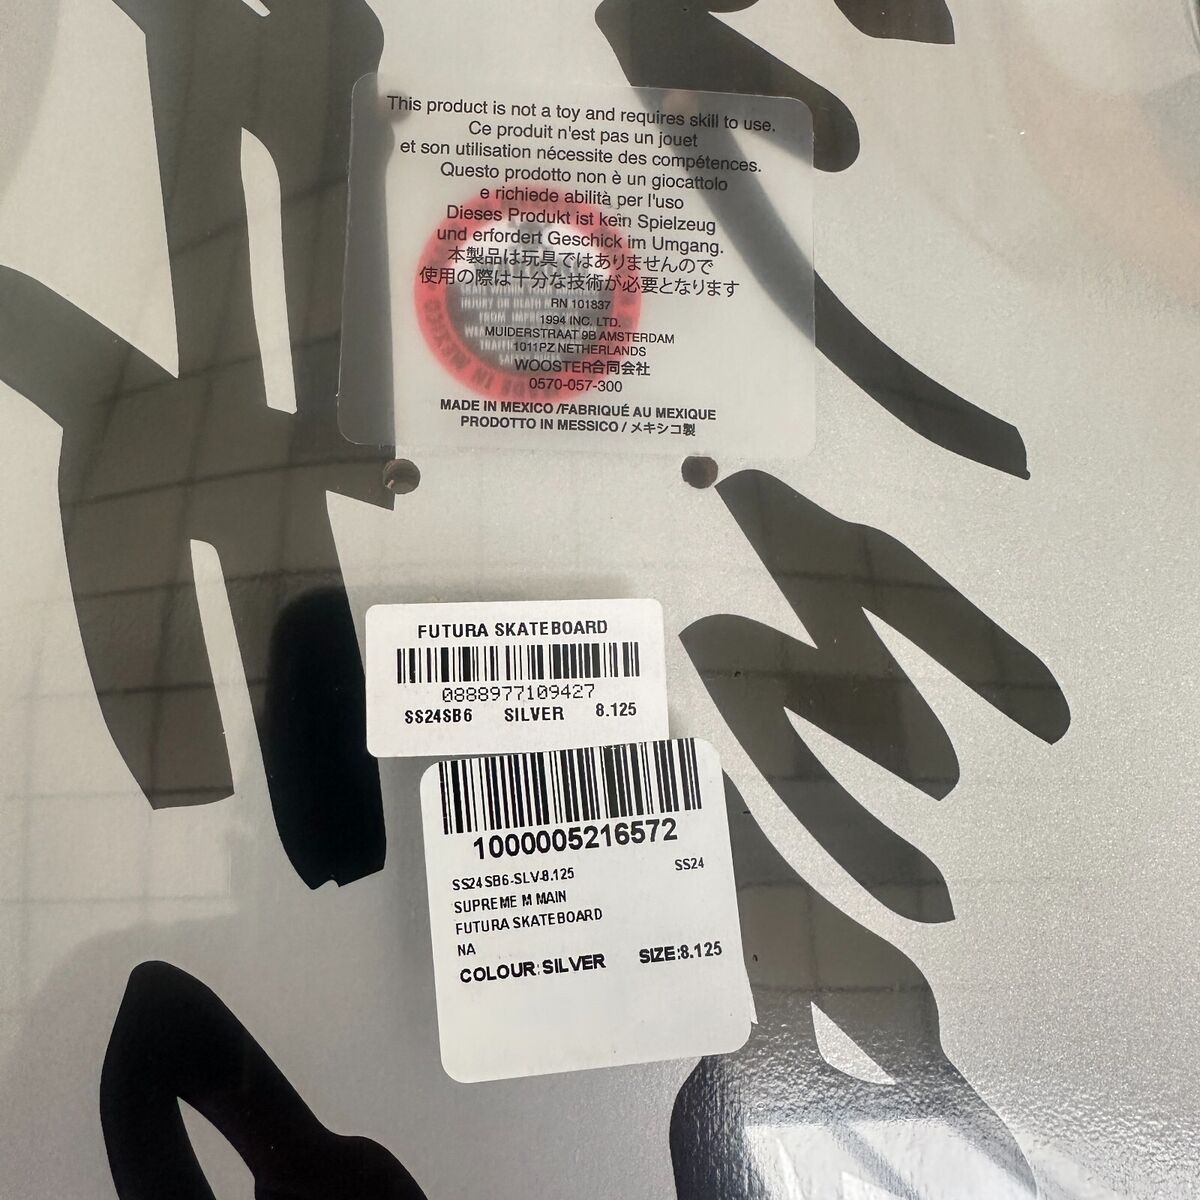 This product is not a toy and requires skill to use.
Ce produit n'est pas un jouet
et son utilisation nécessite des compétences.
Questo prodotto non è un giocattolo
e richiede abilità per l'uso
Dieses Produkt ist kein Spielzeug
und erfordert Geschick im Umgang.
本製品は玩具ではありませんので
使用の際は十分な技術が必要となります
RN 101837
1994 INC. LTD.
MUIDERSTRAAT 9B AMSTERDAM
1011PZ NETHERLANDS
WOOSTER合同会社
0570-057-300
MADE IN MEXICO /FABRIQUÉ AU MEXIQUE
PRODOTTO IN MESSICO / メキシコ製
FUTURA SKATEBOARD
0888977109427
SS24SB6 SILVER 8.125
1000005216572
SS24SB6-SLV-8.125 SS24
SUPREME M MAIN
FUTURA SKATEBOARD
NA
COLOUR:SILVER SIZE:8.125